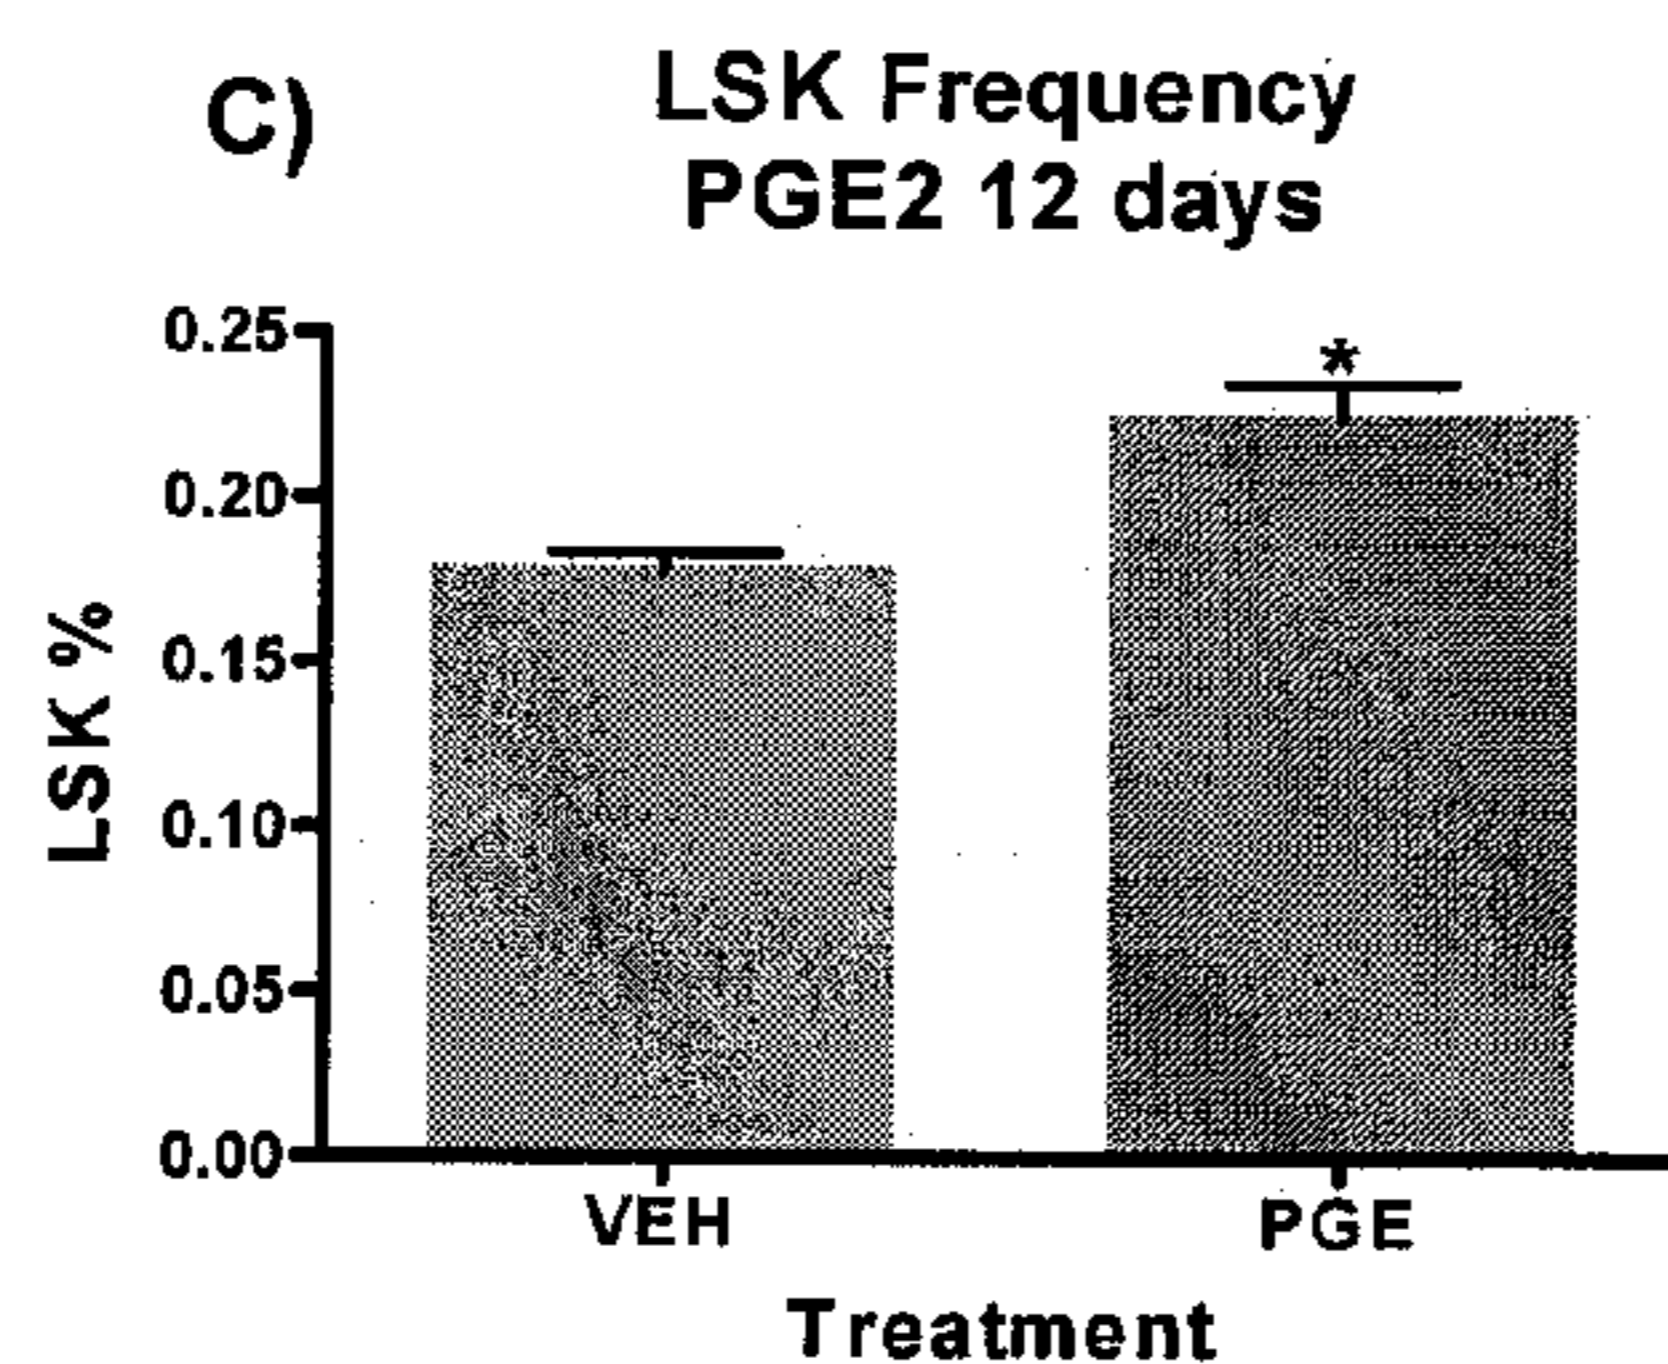 C)
LSK Frequency
PGE2 12 days
0.25
0.20
0.15
0.10
0.05
0.00
LSK %
*
VEH
PGE
Treatment